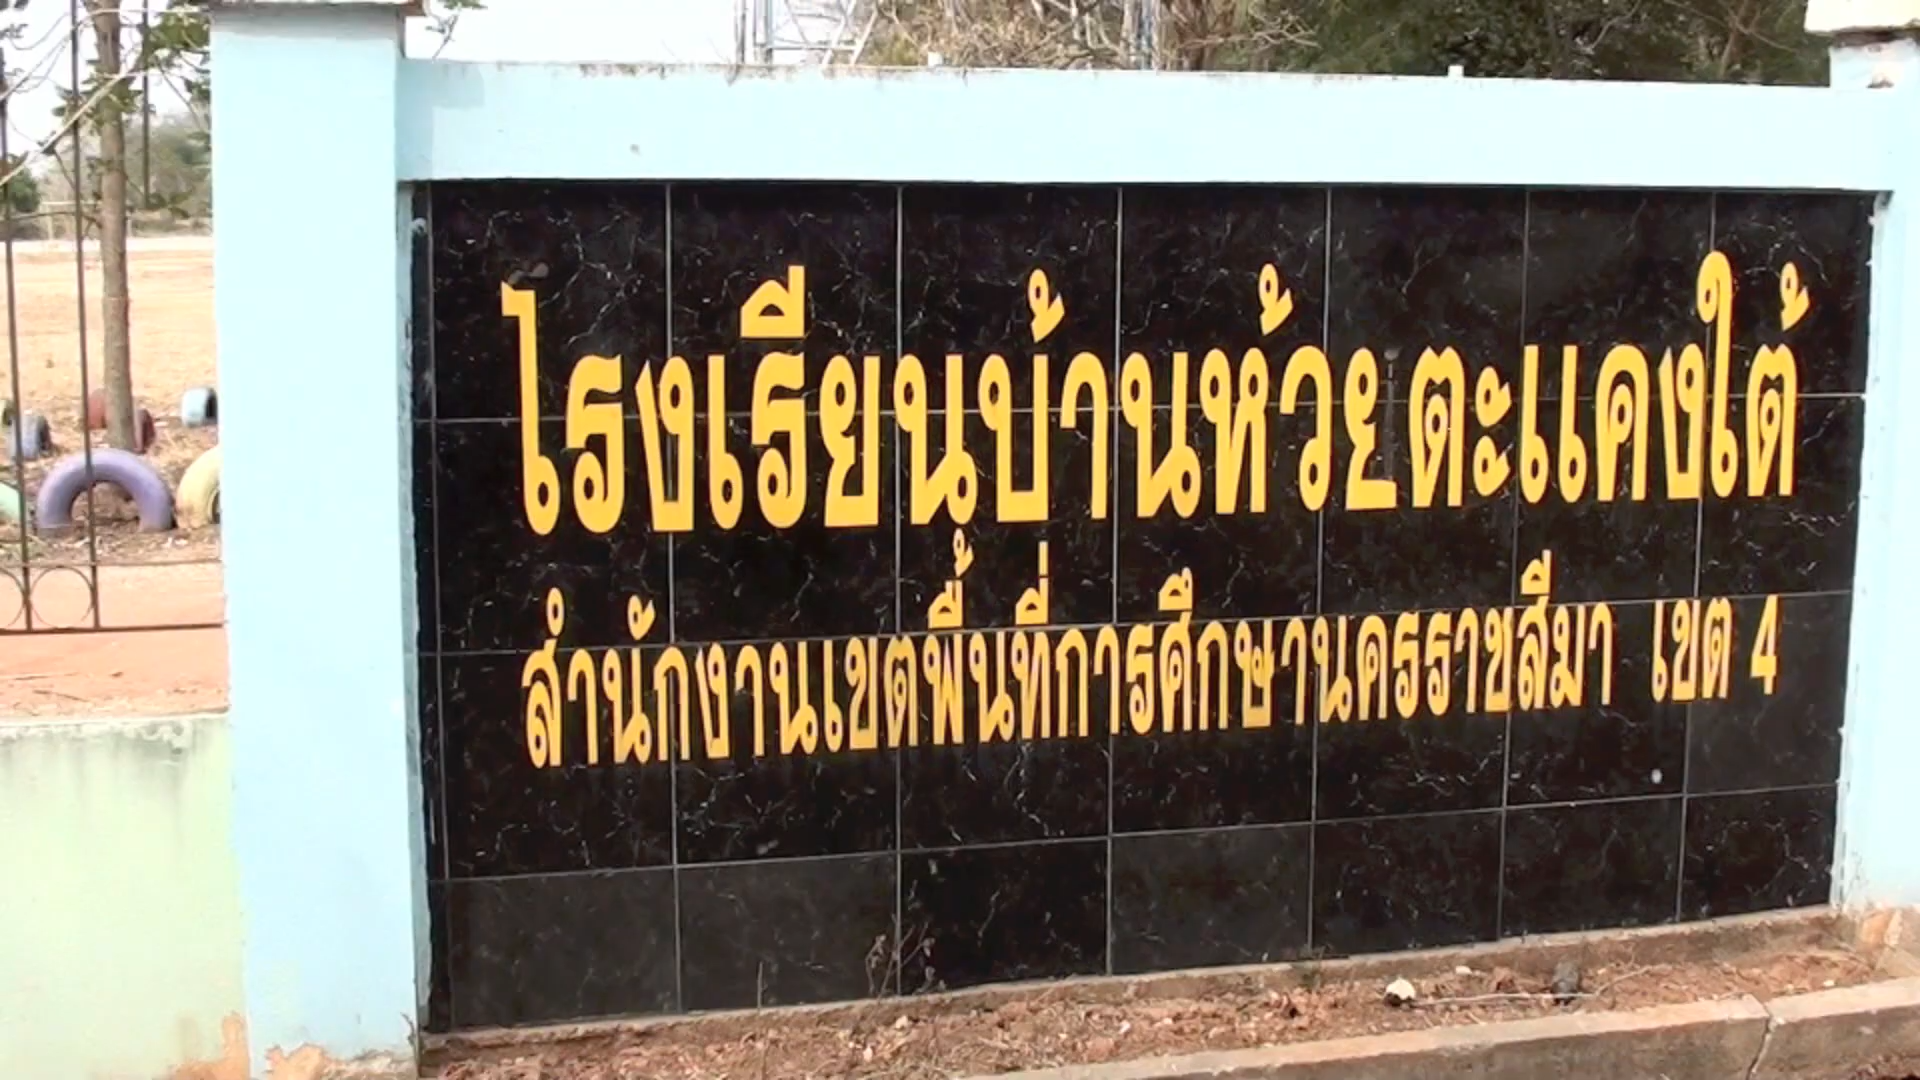 โรงเรียนบ้านห้วยตะแคงใต้
สำนักงานเขตพื้นที่การศึกษานครราชสีมา เขต 4